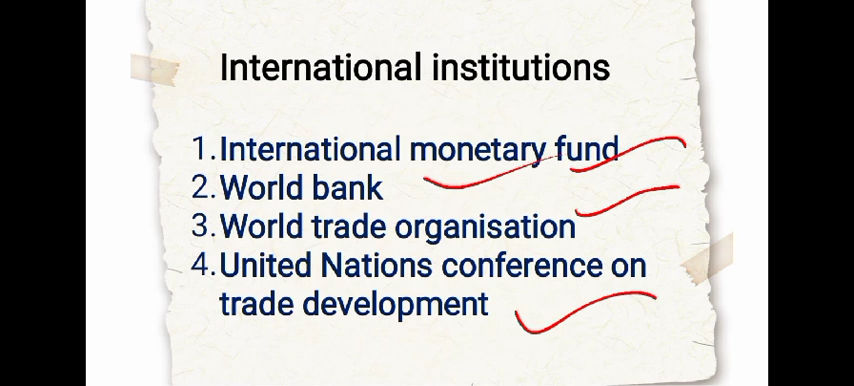 International institutions
1. International monetary fund
2. World bank
3. World trade organisation
4. United Nations conference on
trade development